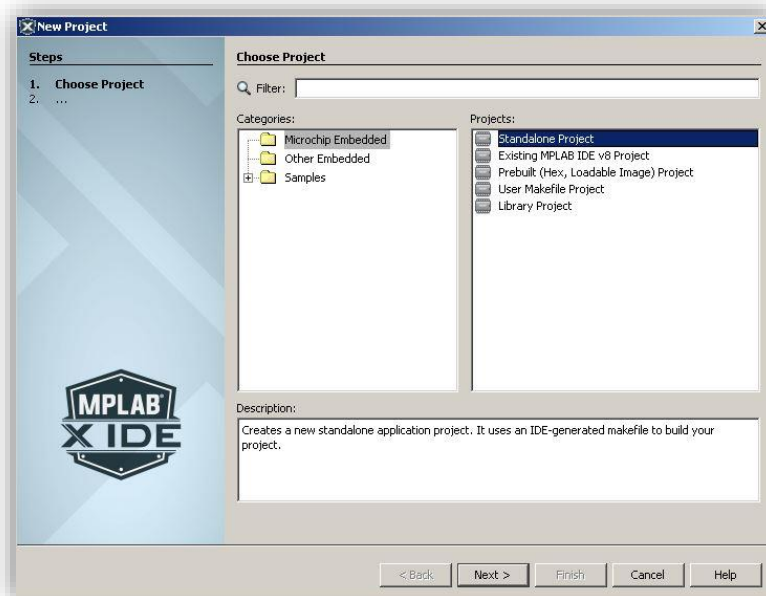 New Project
Steps
1. Choose Project
2. ...
Choose Project
Filter:
Categories:
Microchip Embedded
Other Embedded
Samples
Projects:
Standalone Project
Existing MPLAB IDE v8 Project
Prebuilt (Hex, Loadable Image) Project
User Makefile Project
Library Project
MPLAB
X IDE
Description:
Creates a new standalone application project. It uses an IDE-generated makefile to build your
project.
< Back
Next >
Finish
Cancel
Help